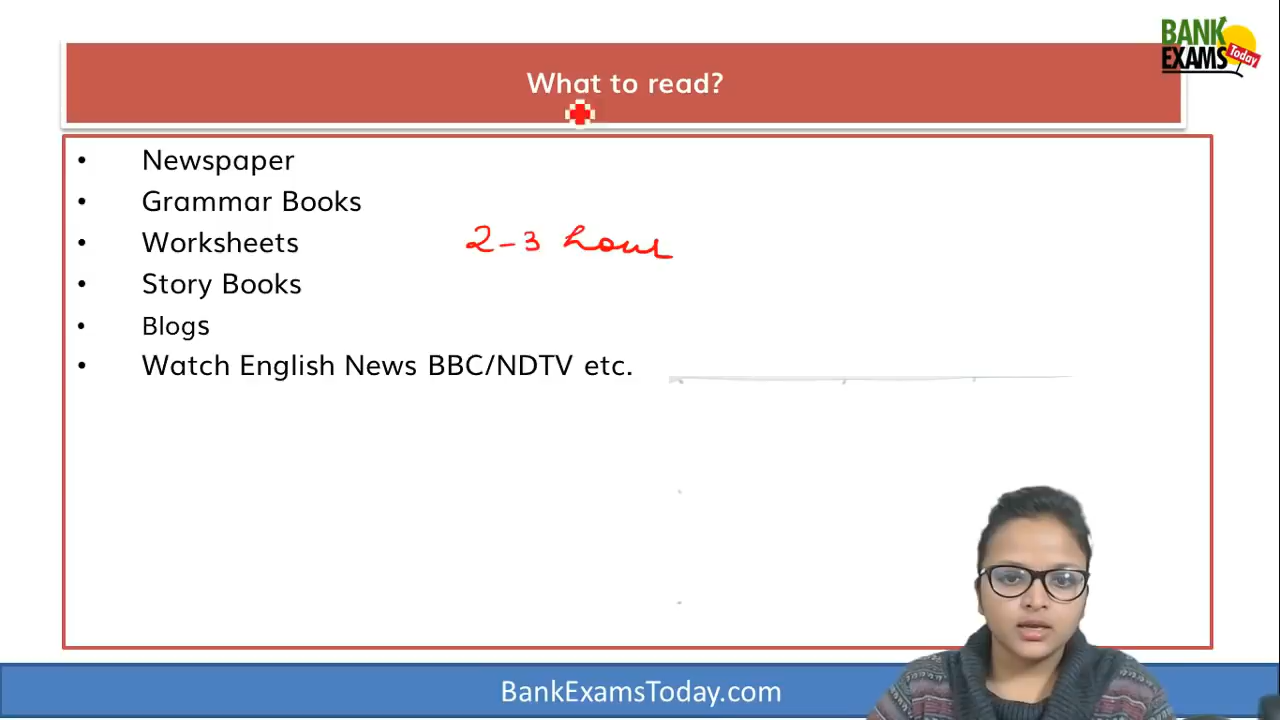 BANK
EXAMS
Today
What to read?
• Newspaper
• Grammar Books
• Worksheets
2-3 hour
• Story Books
• Blogs
• Watch English News BBC/NDTV etc.
BankExamsToday.com